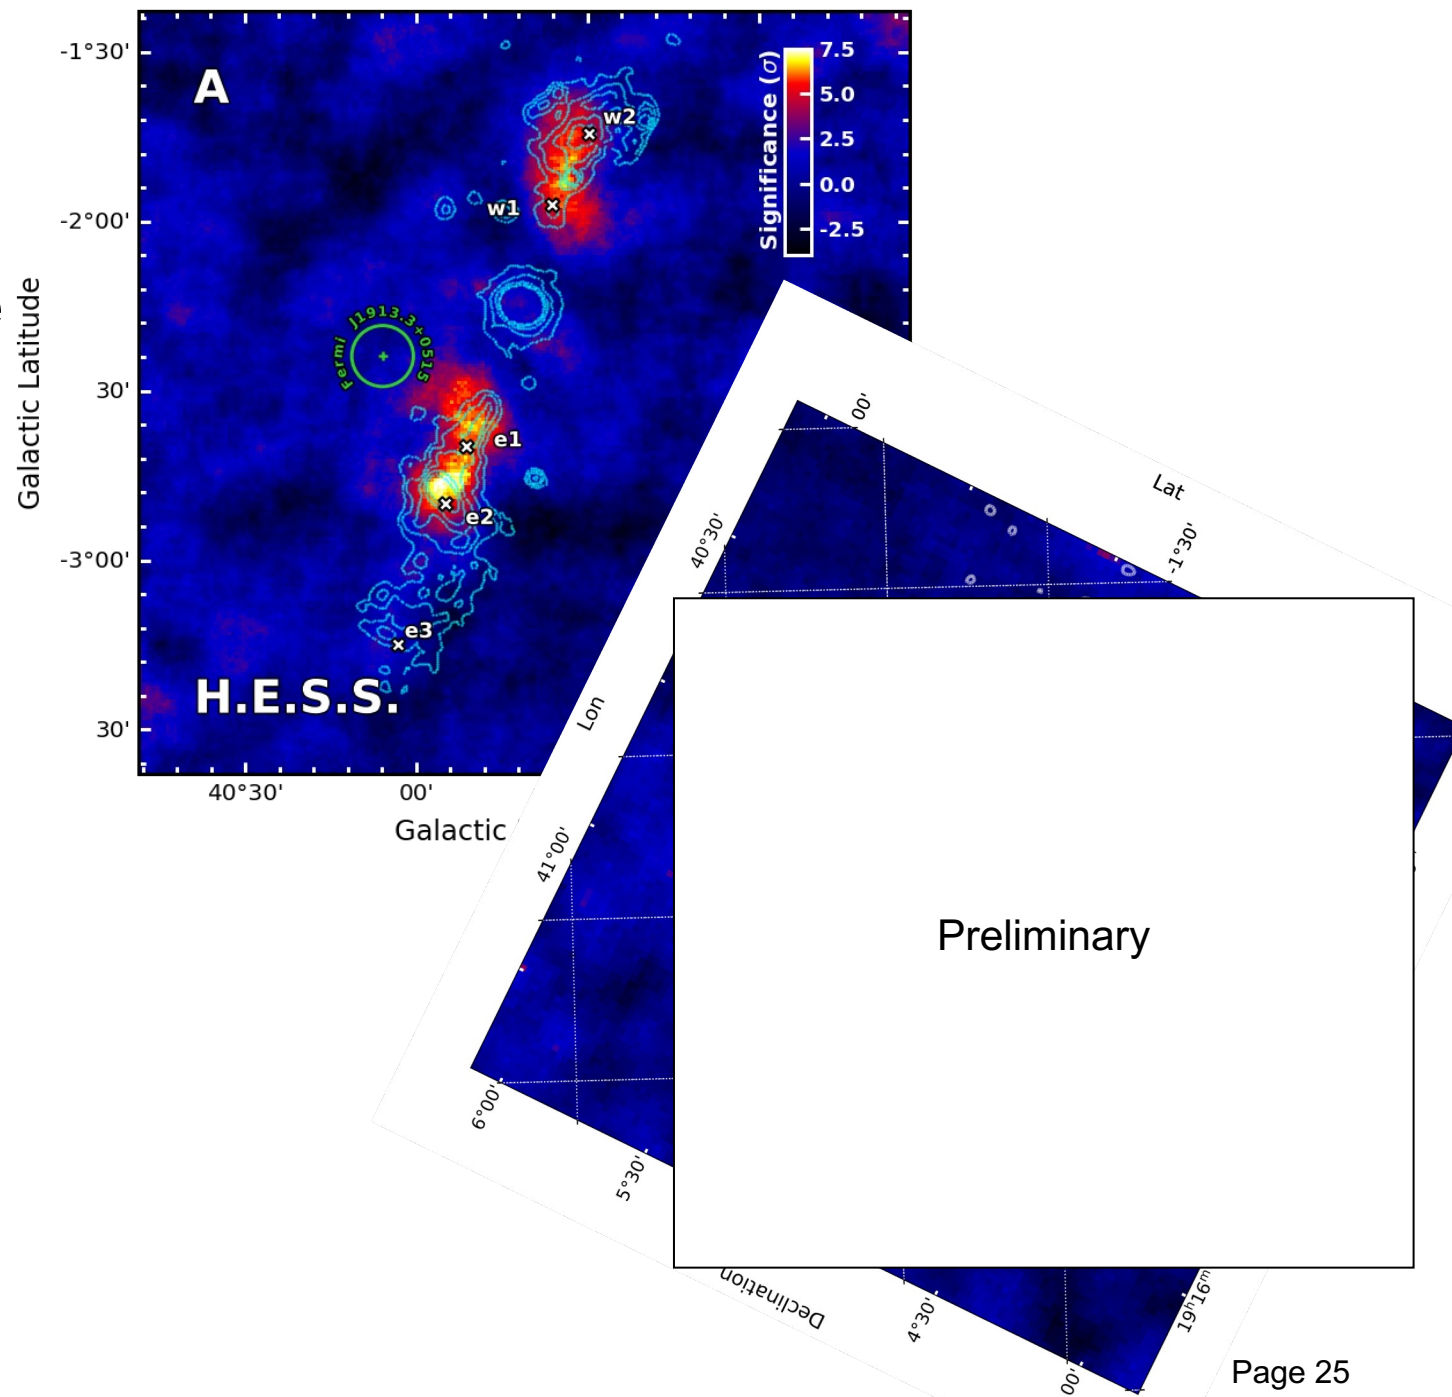 -1°30'
A
Significance (σ)
7.5
5.0
2.5
0.0
-2.5
w2
w1
-2°00'
Galactic Latitude
Fermi J1913.3+0515
30'
e1
e2
-3°00'
e3
H.E.S.S.
30'
40°30'
00'
Galactic
00'
Lat
-1°30'
40°30'
Lon
41°00'
Preliminary
6°00'
5°30'
Declination
4°30'
00'
19h16m
Page 25